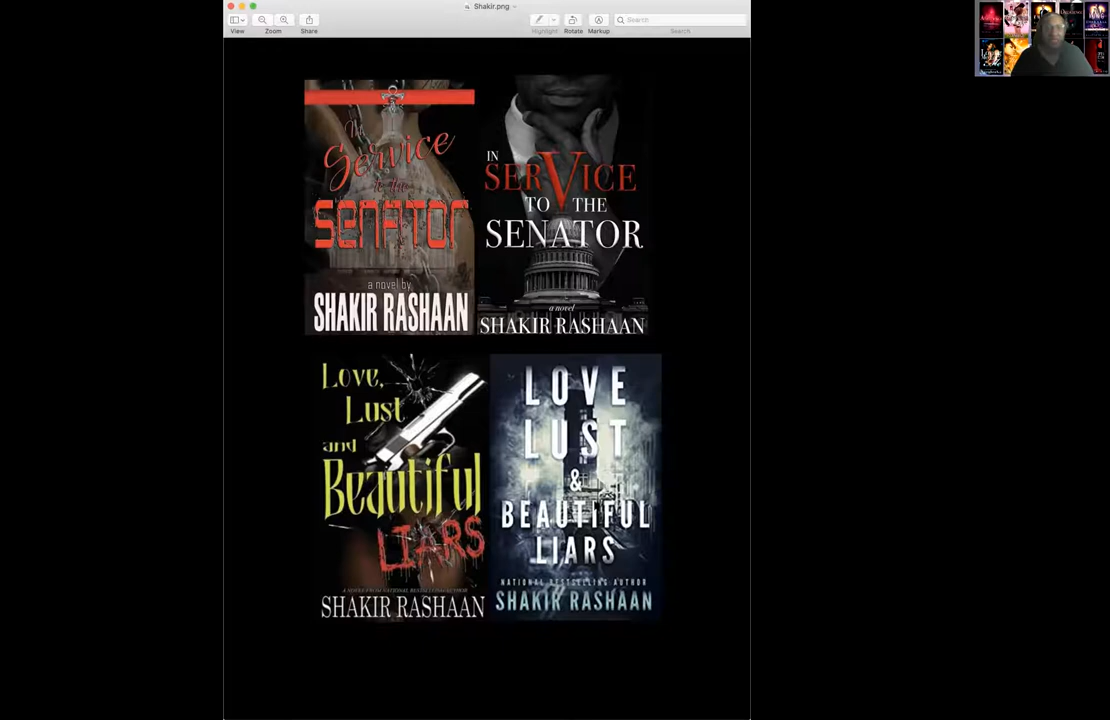 Shakir.png
View
Zoom
Share
Highlight
Rotate
Markup
Search
Search
The
Service
to the
SENATOR
a novel by
SHAKIR RASHAAN
IN
SERVICE
TO THE
SENATOR
a novel
SHAKIR RASHAAN
Love,
Lust
and
Beautiful
LIARS
SHAKIR RASHAAN
LOVE
LUST
&
BEAUTIFUL
LIARS
NATIONAL BESTSELLING AUTHOR
SHAKIR RASHAAN